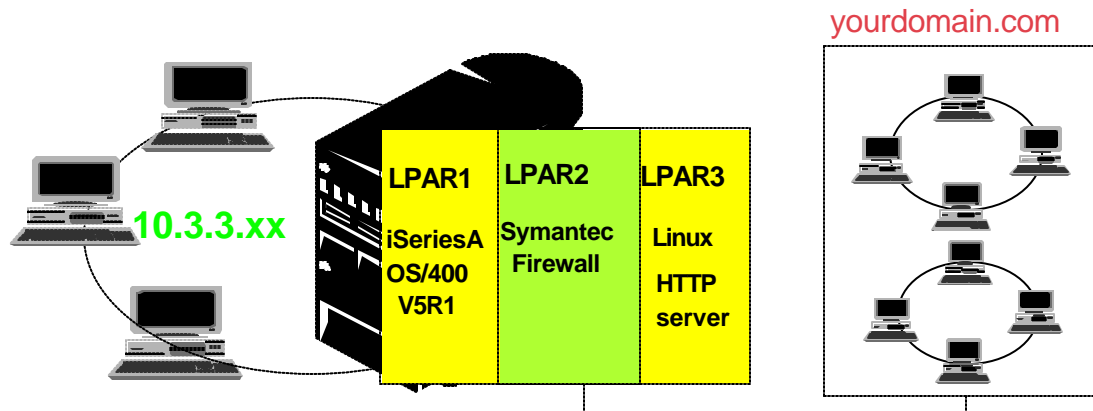 yourdomain.com
10.3.3.xx
LPAR1
iSeriesA
OS/400
V5R1
LPAR2
Symantec
Firewall
LPAR3
Linux
HTTP
server